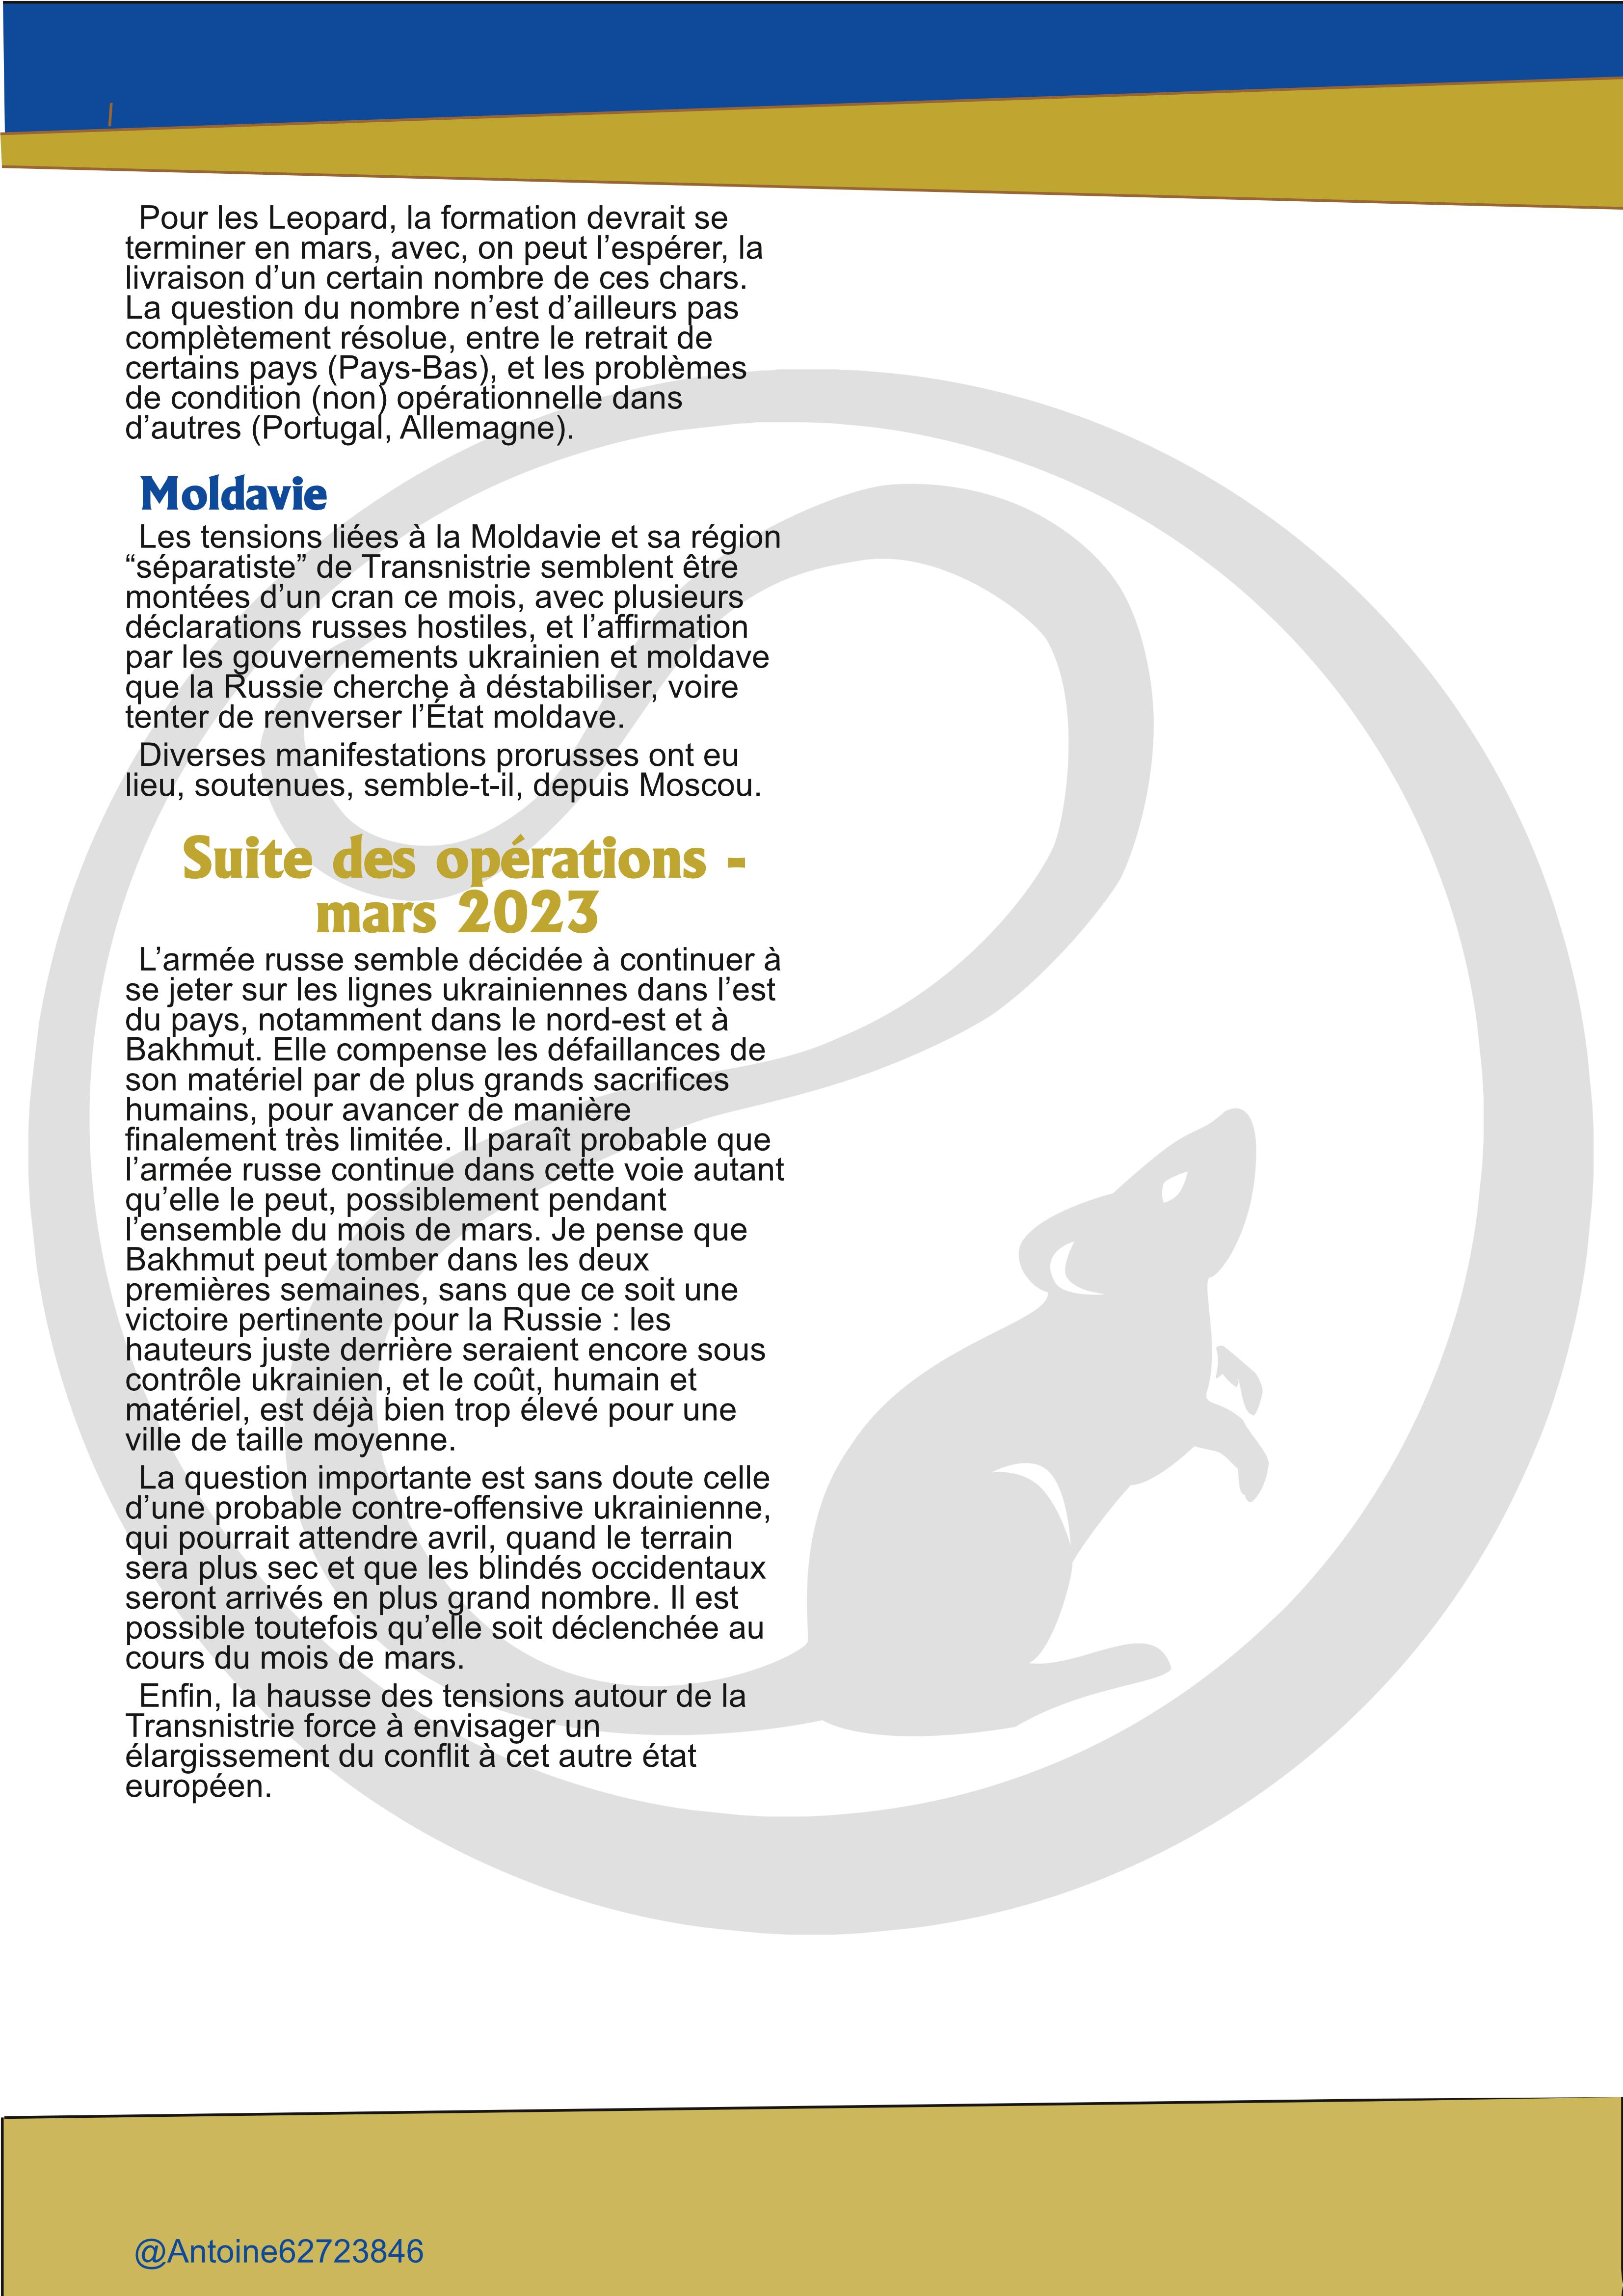 Pour les Leopard, la formation devrait se
terminer en mars, avec, on peut l’espérer, la
livraison d’un certain nombre de ces chars.
La question du nombre n’est d’ailleurs pas
complètement résolue, entre le retrait de
certains pays (Pays-Bas), et les problèmes
de condition (non) opérationnelle dans
d’autres (Portugal, Allemagne).
Moldavie
Les tensions liées à la Moldavie et sa région
“séparatiste” de Transnistrie semblent être
montées d’un cran ce mois, avec plusieurs
déclarations russes hostiles, et l’affirmation
par les gouvernements ukrainien et moldave
que la Russie cherche à déstabiliser, voire
tenter de renverser l’État moldave.
Diverses manifestations prorusses ont eu
lieu, soutenues, semble-t-il, depuis Moscou.
Suite des opérations -
mars 2023
L’armée russe semble décidée à continuer à
se jeter sur les lignes ukrainiennes dans l’est
du pays, notamment dans le nord-est et à
Bakhmut. Elle compense les défaillances de
son matériel par de plus grands sacrifices
humains, pour avancer de manière
finalement très limitée. Il paraît probable que
l’armée russe continue dans cette voie autant
qu’elle le peut, possiblement pendant
l’ensemble du mois de mars. Je pense que
Bakhmut peut tomber dans les deux
premières semaines, sans que ce soit une
victoire pertinente pour la Russie : les
hauteurs juste derrière seraient encore sous
contrôle ukrainien, et le coût, humain et
matériel, est déjà bien trop élevé pour une
ville de taille moyenne.
La question importante est sans doute celle
d’une probable contre-offensive ukrainienne,
qui pourrait attendre avril, quand le terrain
sera plus sec et que les blindés occidentaux
seront arrivés en plus grand nombre. Il est
possible toutefois qu’elle soit déclenchée au
cours du mois de mars.
Enfin, la hausse des tensions autour de la
Transnistrie force à envisager un
élargissement du conflit à cet autre état
européen.
@Antoine62723846